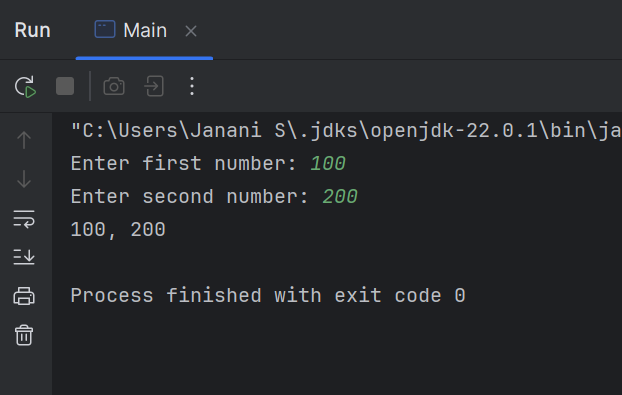 Run Main
"C:\Users\Janani S\.jdks\openjdk-22.0.1\bin\ja
Enter first number: 100
Enter second number: 200
100, 200
Process finished with exit code 0